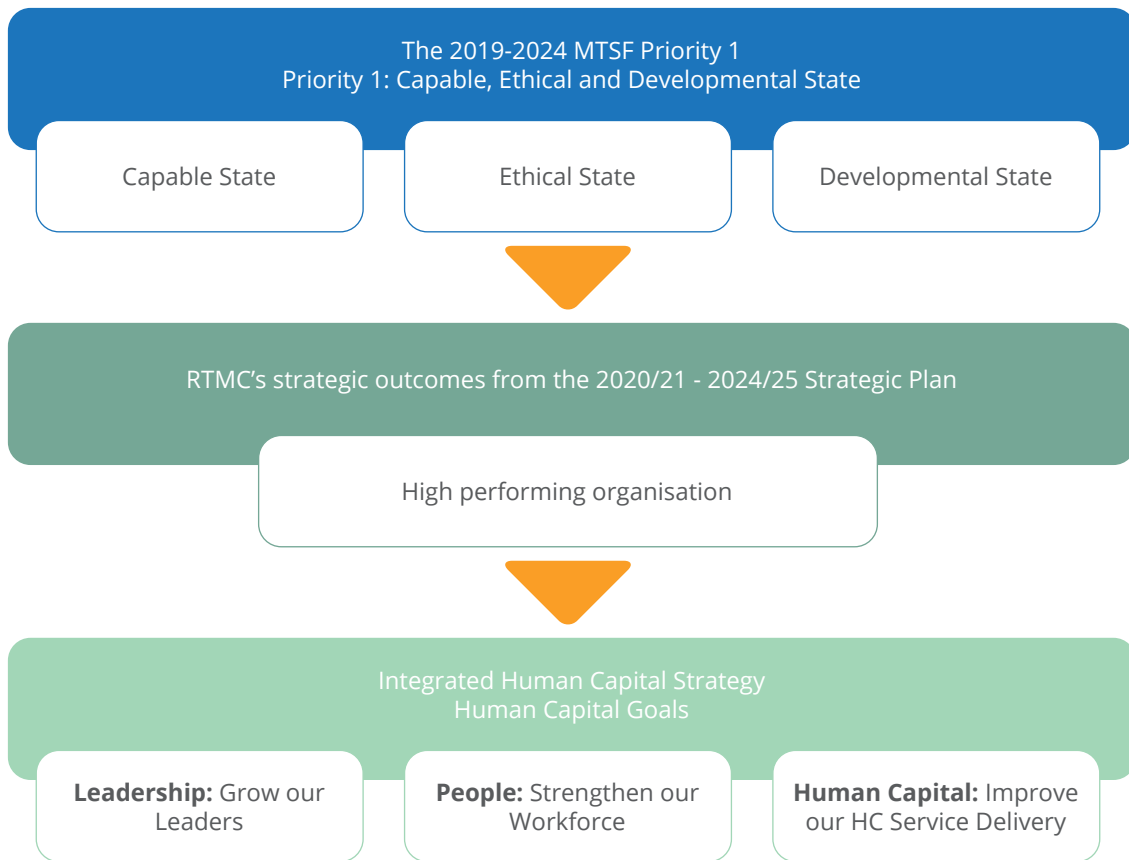 The 2019-2024 MTSF Priority 1
Priority 1: Capable, Ethical and Developmental State
Capable State
Ethical State
Developmental State
RTMC’s strategic outcomes from the 2020/21 - 2024/25 Strategic Plan
High performing organisation
Integrated Human Capital Strategy
Human Capital Goals
Leadership: Grow our
Leaders
People: Strengthen our
Workforce
Human Capital: Improve
our HC Service Delivery